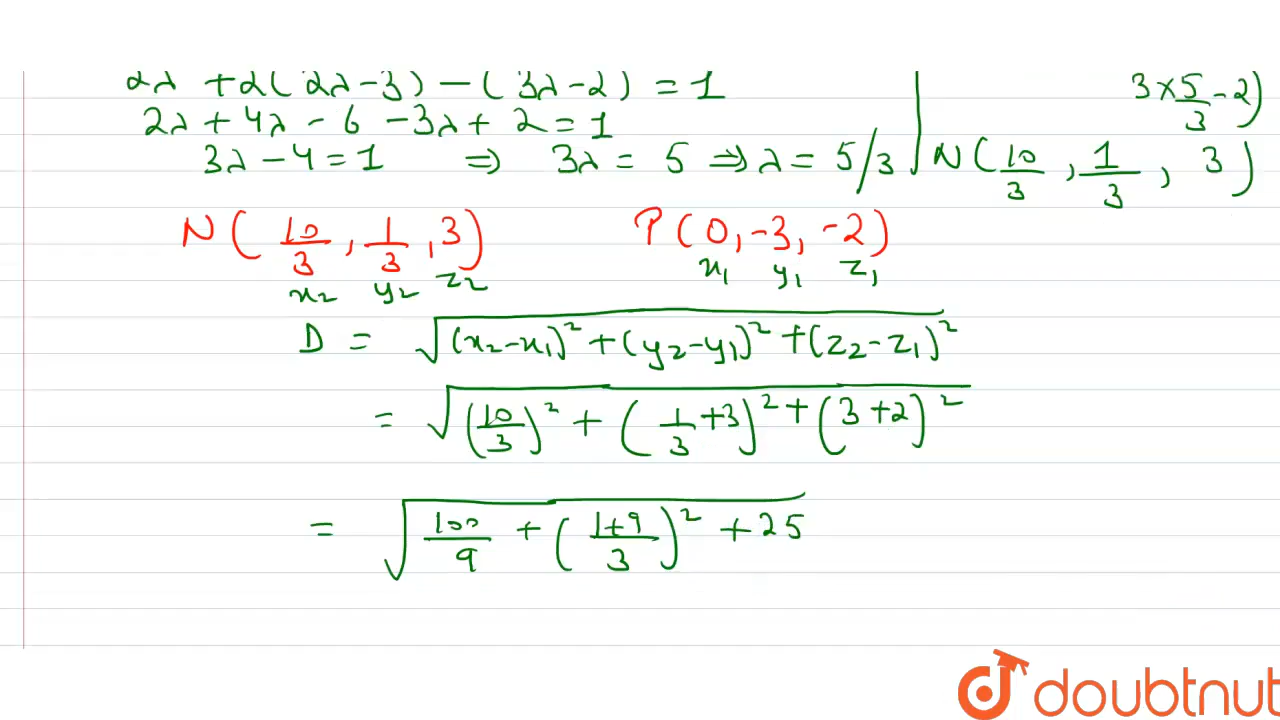 2λ + 2(2λ-3) - (3λ-2) = 1
3×5/3 - 2)
2λ + 4λ - 6 - 3λ + 2 = 1
3λ - 4 = 1 ⇒ 3λ = 5 ⇒ λ = 5/3
N(10/3, 1/3, 3)
N(10/3, 1/3, 3) P(0, -3, -2)
x₂ y₂ z₂ x₁ y₁ z₁
D = √((x₂-x₁)² + (y₂-y₁)² + (z₂-z₁)²)
= √((10/3)² + (1/3+3)² + (3+2)²)
= √(100/9 + ((1+9)/3)² + 25)
doubtnut